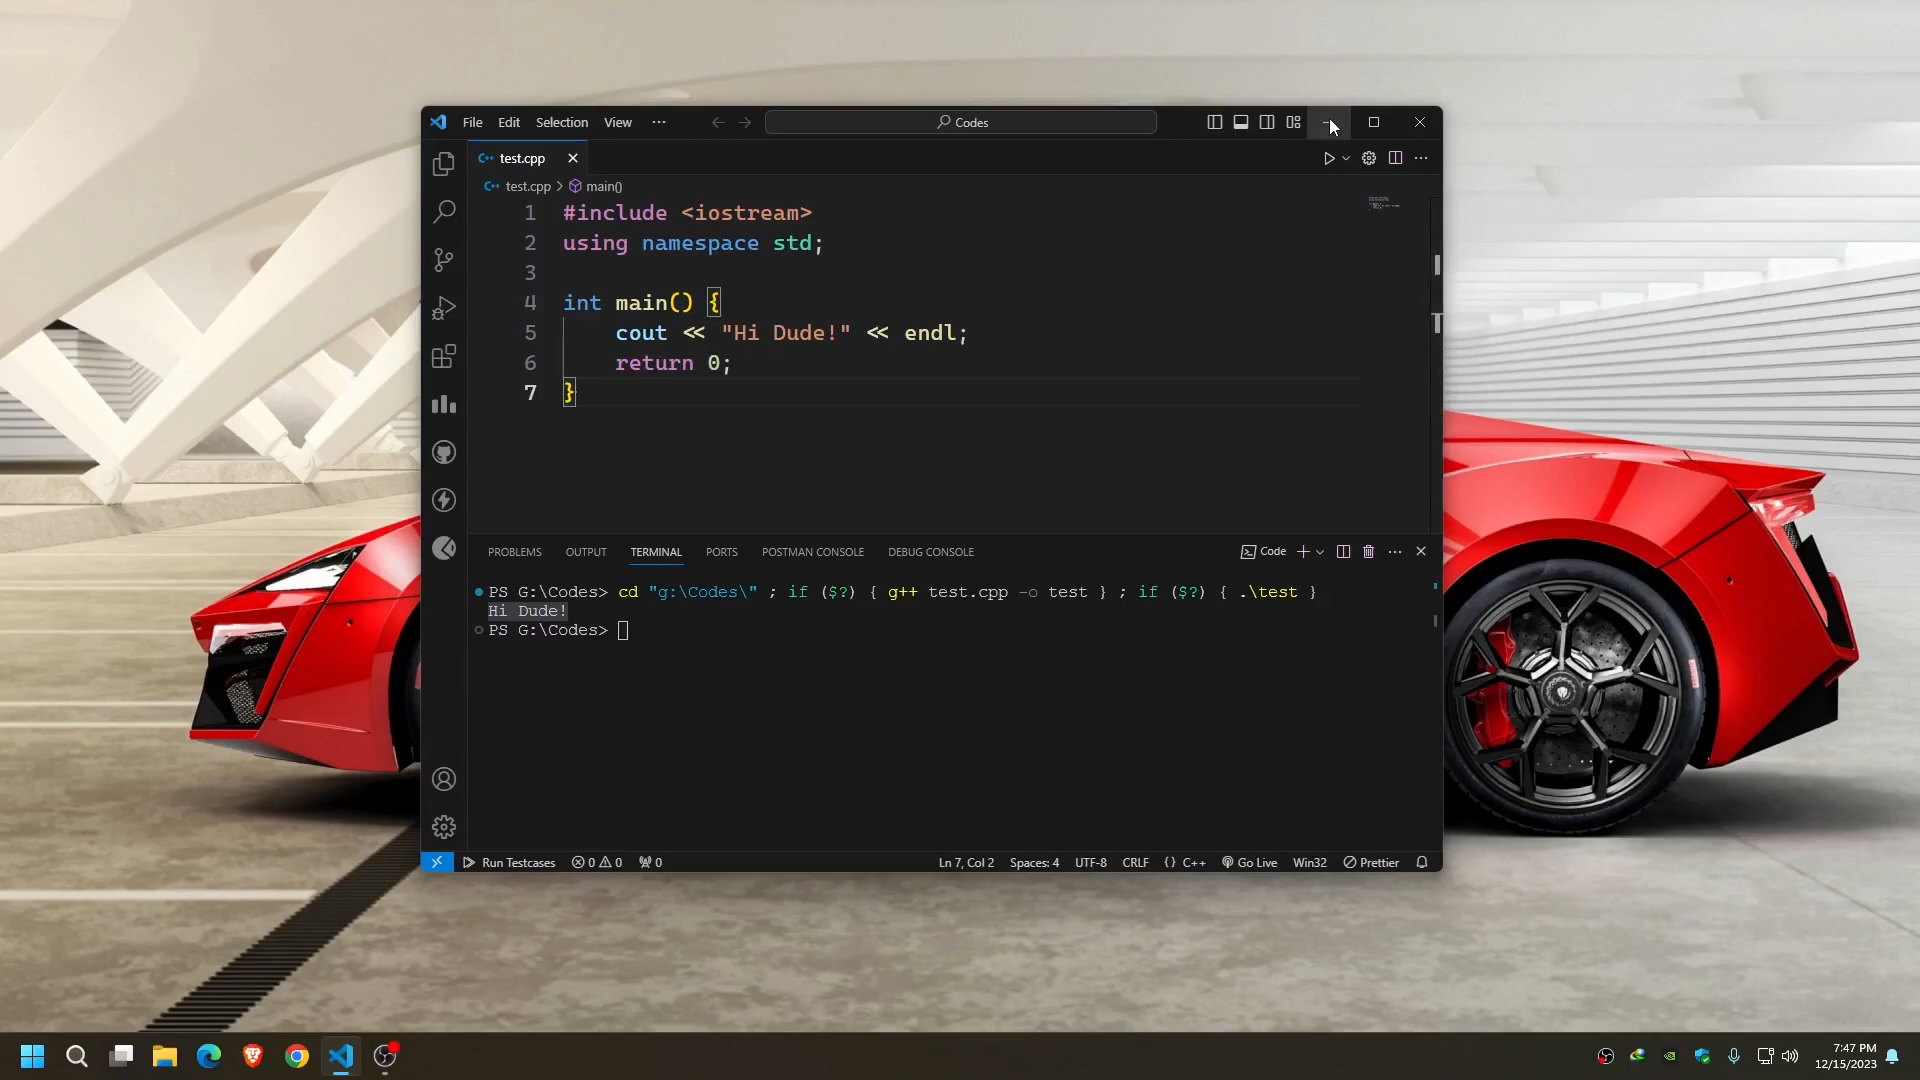 File Edit Selection View ··· Codes
C++ test.cpp
C++ test.cpp > main()
1 #include <iostream>
2 using namespace std;
3
4 int main() {
5 cout << "Hi Dude!" << endl;
6 return 0;
7 }
PROBLEMS OUTPUT TERMINAL PORTS POSTMAN CONSOLE DEBUG CONSOLE Code
PS G:\Codes> cd "g:\Codes\" ; if ($?) { g++ test.cpp -o test } ; if ($?) { .\test }
Hi Dude!
PS G:\Codes>
Run Testcases 0 0 0 Ln 7, Col 2 Spaces: 4 UTF-8 CRLF {} C++ Go Live Win32 Prettier
7:47 PM
12/15/2023